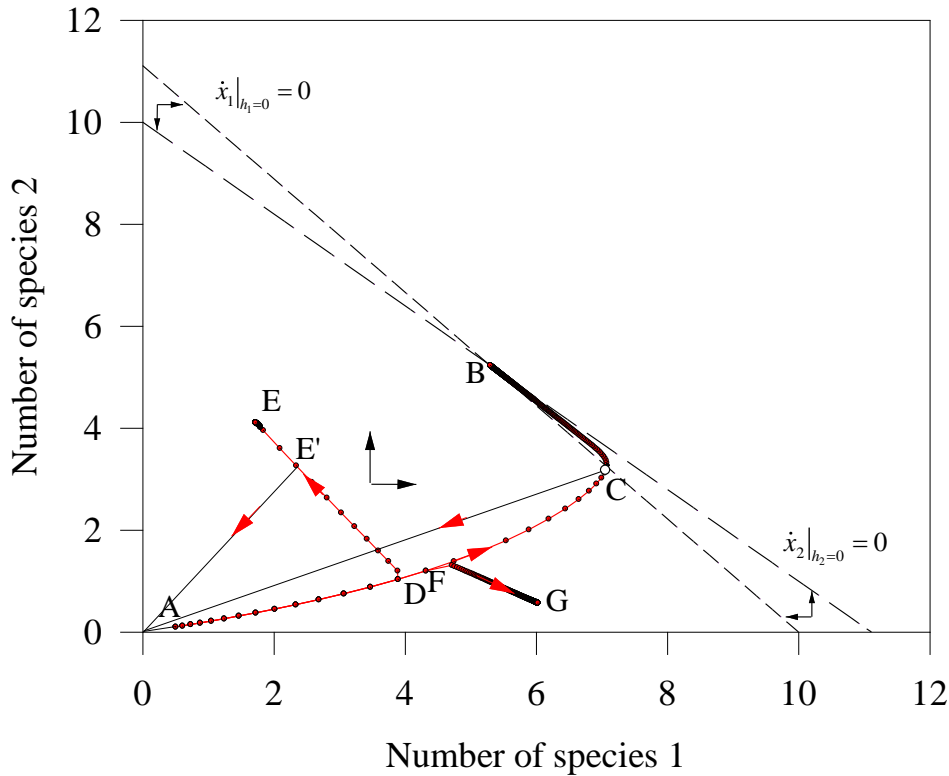 12
10
8
6
4
2
0
0 2 4 6 8 10 12
Number of species 2
Number of species 1
ẋ₁|ₕ₁₌₀ = 0
ẋ₂|ₕ₂₌₀ = 0
B
E
E'
C
A
D
F
G